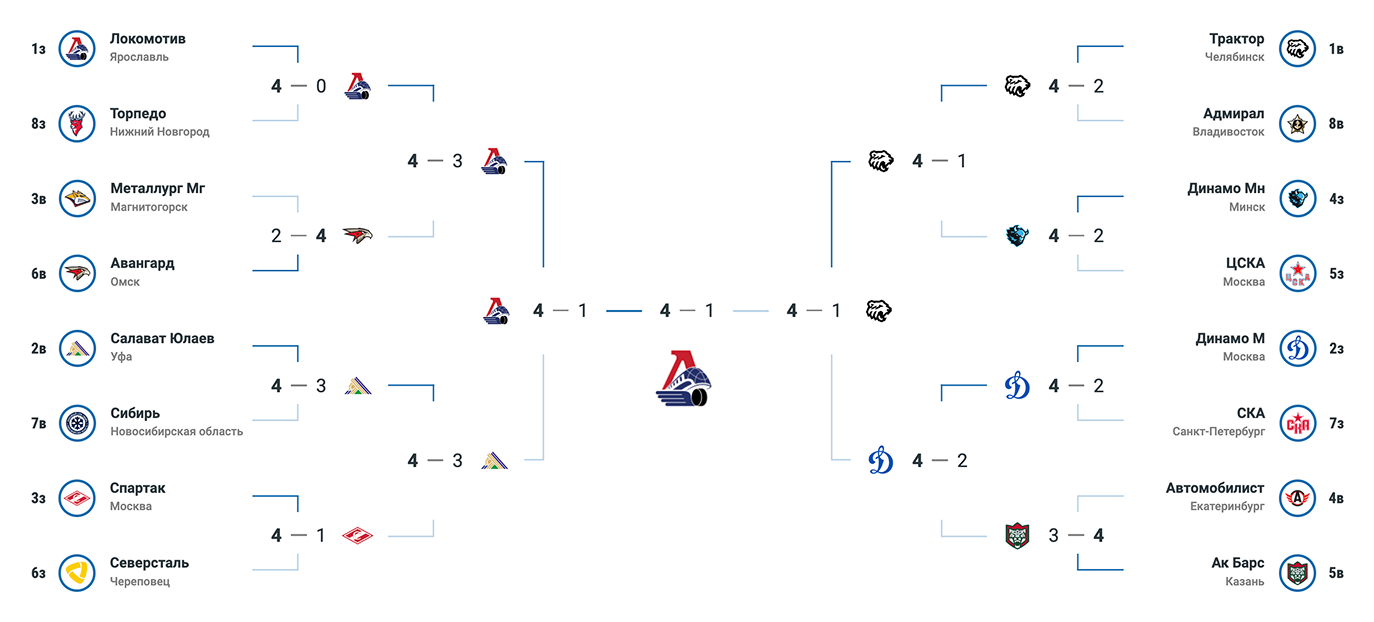 1з Локомотив
Ярославль
4 — 0
8з Торпедо
Нижний Новгород
4 — 3
3в Металлург Мг
Магнитогорск
2 — 4
6в Авангард
Омск
4 — 1
2в Салават Юлаев
Уфа
4 — 3
7в Сибирь
Новосибирская область
4 — 3
3з Спартак
Москва
4 — 1
6з Северсталь
Череповец
4 — 1
Трактор 1в
Челябинск
4 — 2
Адмирал 8в
Владивосток
4 — 1
Динамо Мн 4з
Минск
4 — 2
ЦСКА 5з
Москва
ЦСКА
4 — 1
Динамо М 2з
Москва
4 — 2
СКА 7з
Санкт-Петербург
СКА
4 — 2
Автомобилист 4в
Екатеринбург
3 — 4
Ак Барс 5в
Казань